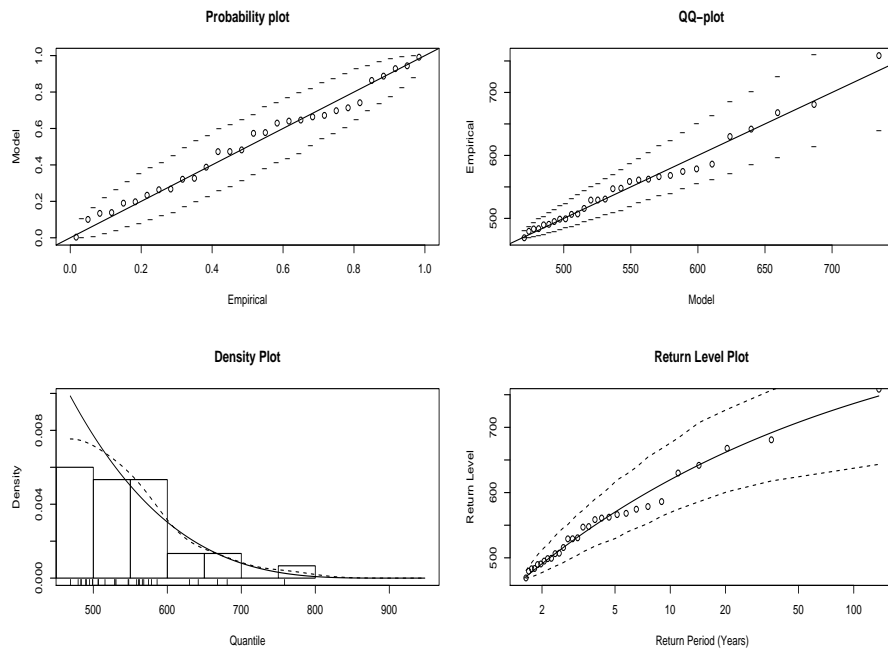 Probability plot
Model
0.0 0.2 0.4 0.6 0.8 1.0
0.0 0.2 0.4 0.6 0.8 1.0
Empirical
QQ−plot
Empirical
500 600 700
500 550 600 650 700
Model
Density Plot
Density
0.000 0.004 0.008
500 600 700 800 900
Quantile
Return Level Plot
Return Level
500 600 700
2 5 10 20 50 100
Return Period (Years)